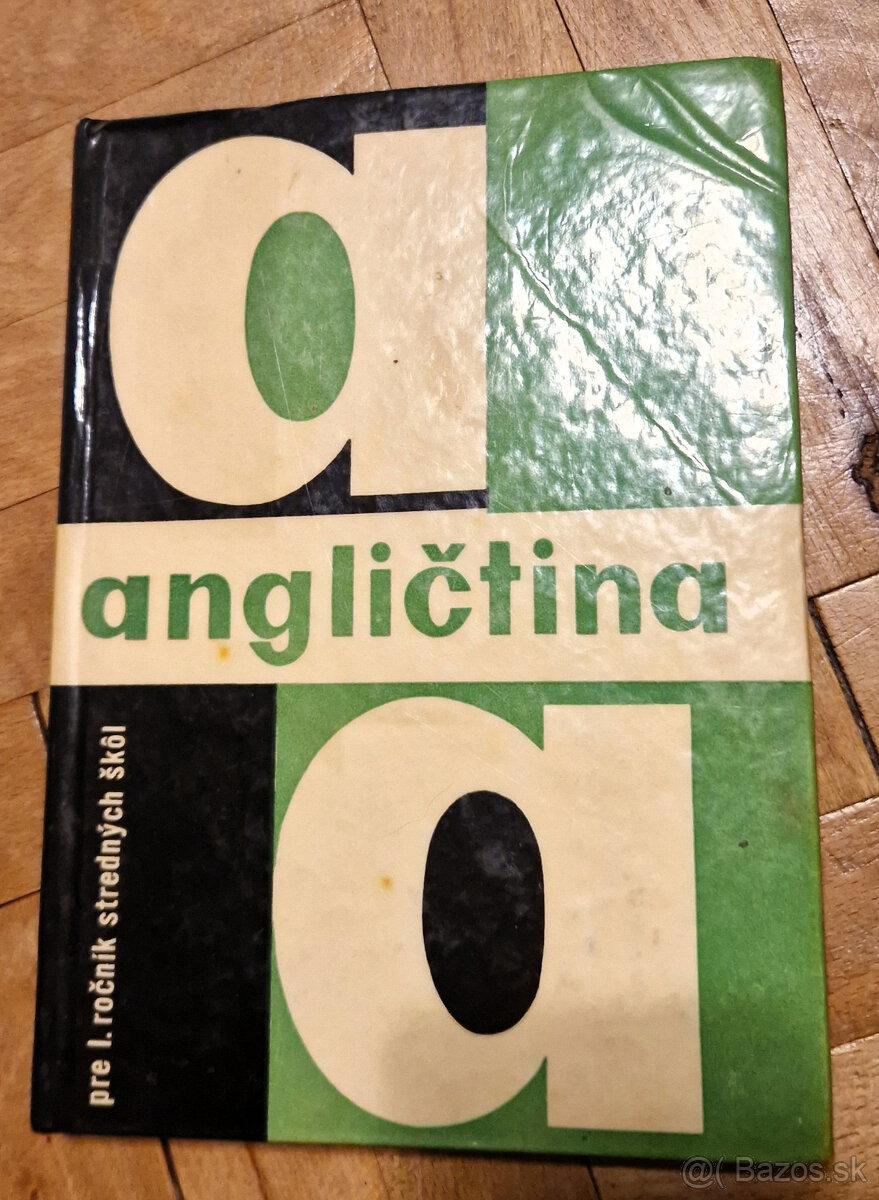 a
angličtina
a
pre I. ročník stredných škôl
@( Bazos.sk